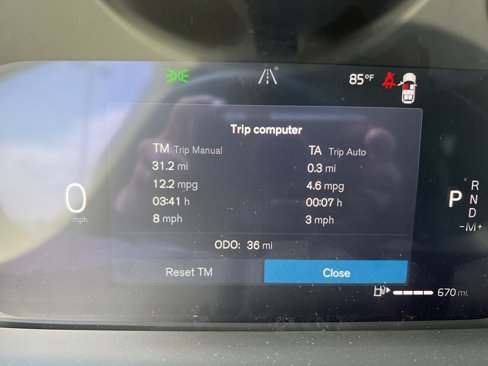 85°F
Trip computer
TM Trip Manual TA Trip Auto
31.2 mi 0.3 mi
12.2 mpg 4.6 mpg
03:41 h 00:07 h
8 mph 3 mph
0
mph
P
R
N
D
-M+
ODO: 36 mi
Reset TM Close
670 mi